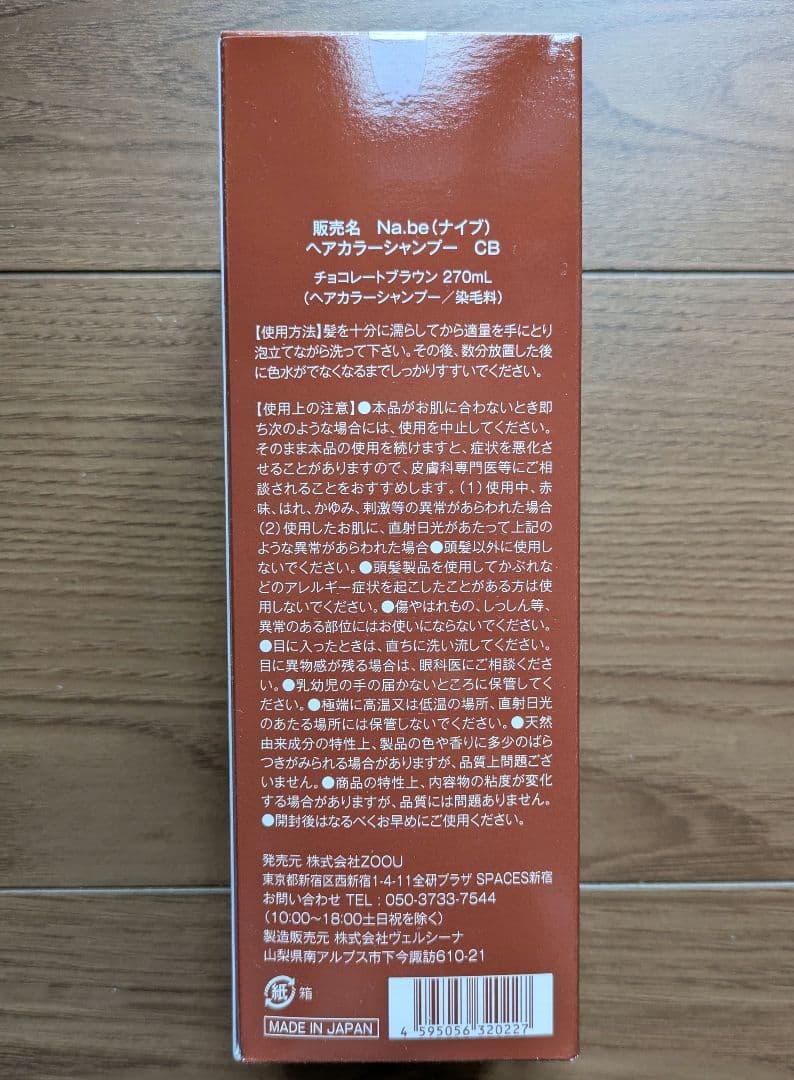 販売名　Na.be（ナイブ）
ヘアカラーシャンプー　CB
チョコレートブラウン 270mL
（ヘアカラーシャンプー／染毛料）
【使用方法】髪を十分に濡らしてから適量を手にとり
泡立てながら洗って下さい。その後、数分放置した後
に色水がでなくなるまでしっかりすすいでください。
【使用上の注意】●本品がお肌に合わないとき即
ち次のような場合には、使用を中止してください。
そのまま本品の使用を続けますと、症状を悪化さ
せることがありますので、皮膚科専門医等にご相
談されることをおすすめします。（1）使用中、赤
味、はれ、かゆみ、刺激等の異常があらわれた場合
（2）使用したお肌に、直射日光があたって上記の
ような異常があらわれた場合●頭髪以外に使用し
ないでください。●頭髪製品を使用してかぶれな
どのアレルギー症状を起こしたことがある方は使
用しないでください。●傷やはれもの、しっしん等、
異常のある部位にはお使いにならないでください。
●目に入ったときは、直ちに洗い流してください。
目に異物感が残る場合は、眼科医にご相談くださ
い。●乳幼児の手の届かないところに保管してく
ださい。●極端に高温又は低温の場所、直射日光
のあたる場所には保管しないでください。●天然
由来成分の特性上、製品の色や香りに多少のばら
つきがみられる場合がありますが、品質上問題ござ
いません。●商品の特性上、内容物の粘度が変化
する場合がありますが、品質には問題ありません。
●開封後はなるべくお早めにご使用ください。
発売元 株式会社ZOOU
東京都新宿区西新宿1-4-11全研プラザ SPACES新宿
お問い合わせ TEL：050-3733-7544
（10:00〜18:00土日祝を除く）
製造販売元 株式会社ヴェルシーナ
山梨県南アルプス市下今諏訪610-21
紙 箱
MADE IN JAPAN
4 595056 320227